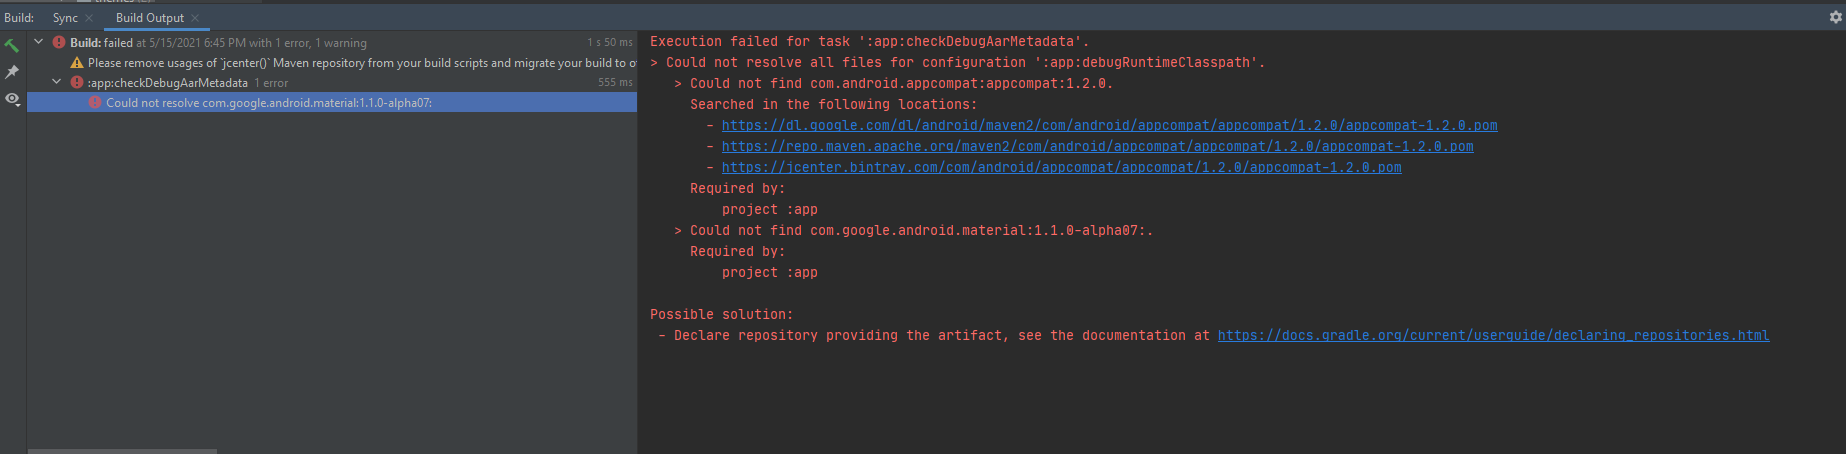 Build:
Sync
Build Output
Build: failed at 5/15/2021 6:45 PM with 1 error, 1 warning
1 s 50 ms
Please remove usages of `jcenter()` Maven repository from your build scripts and migrate your build to
:app:checkDebugAarMetadata 1 error
555 ms
Could not resolve com.google.android.material:1.1.0-alpha07:
Execution failed for task ':app:checkDebugAarMetadata'.
> Could not resolve all files for configuration ':app:debugRuntimeClasspath'.
> Could not find com.android.appcompat:appcompat:1.2.0.
Searched in the following locations:
- https://dl.google.com/dl/android/maven2/com/android/appcompat/appcompat/1.2.0/appcompat-1.2.0.pom
- https://repo.maven.apache.org/maven2/com/android/appcompat/appcompat/1.2.0/appcompat-1.2.0.pom
- https://jcenter.bintray.com/com/android/appcompat/appcompat/1.2.0/appcompat-1.2.0.pom
Required by:
project :app
> Could not find com.google.android.material:1.1.0-alpha07:.
Required by:
project :app
Possible solution:
- Declare repository providing the artifact, see the documentation at https://docs.gradle.org/current/userguide/declaring_repositories.html